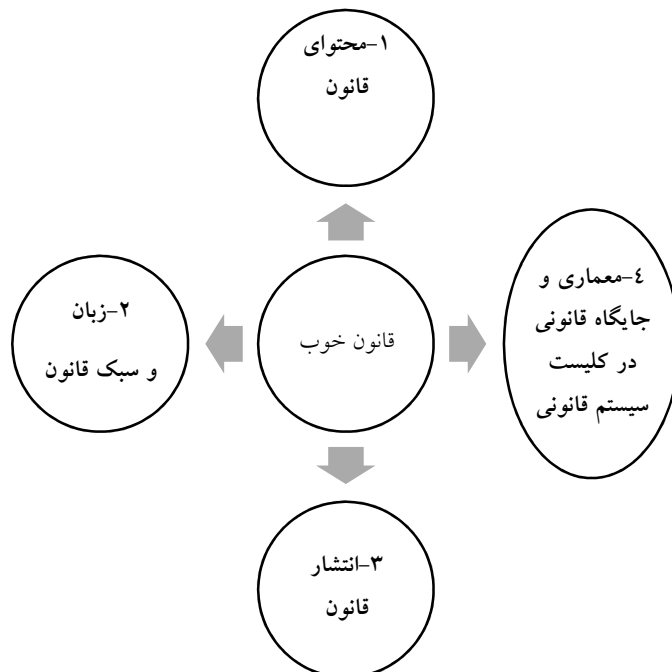 ۱-محتوای
قانون
۲-زبان
و سبک قانون
قانون خوب
٤-معماری و
جایگاه قانونی
در کلیست
سیستم قانونی
۳-انتشار
قانون